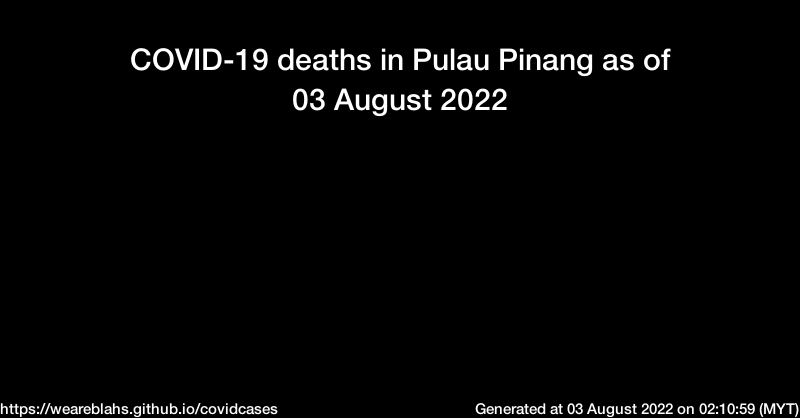 COVID-19 deaths in Pulau Pinang as of
03 August 2022
https://weareblahs.github.io/covidcases
Generated at 03 August 2022 on 02:10:59 (MYT)